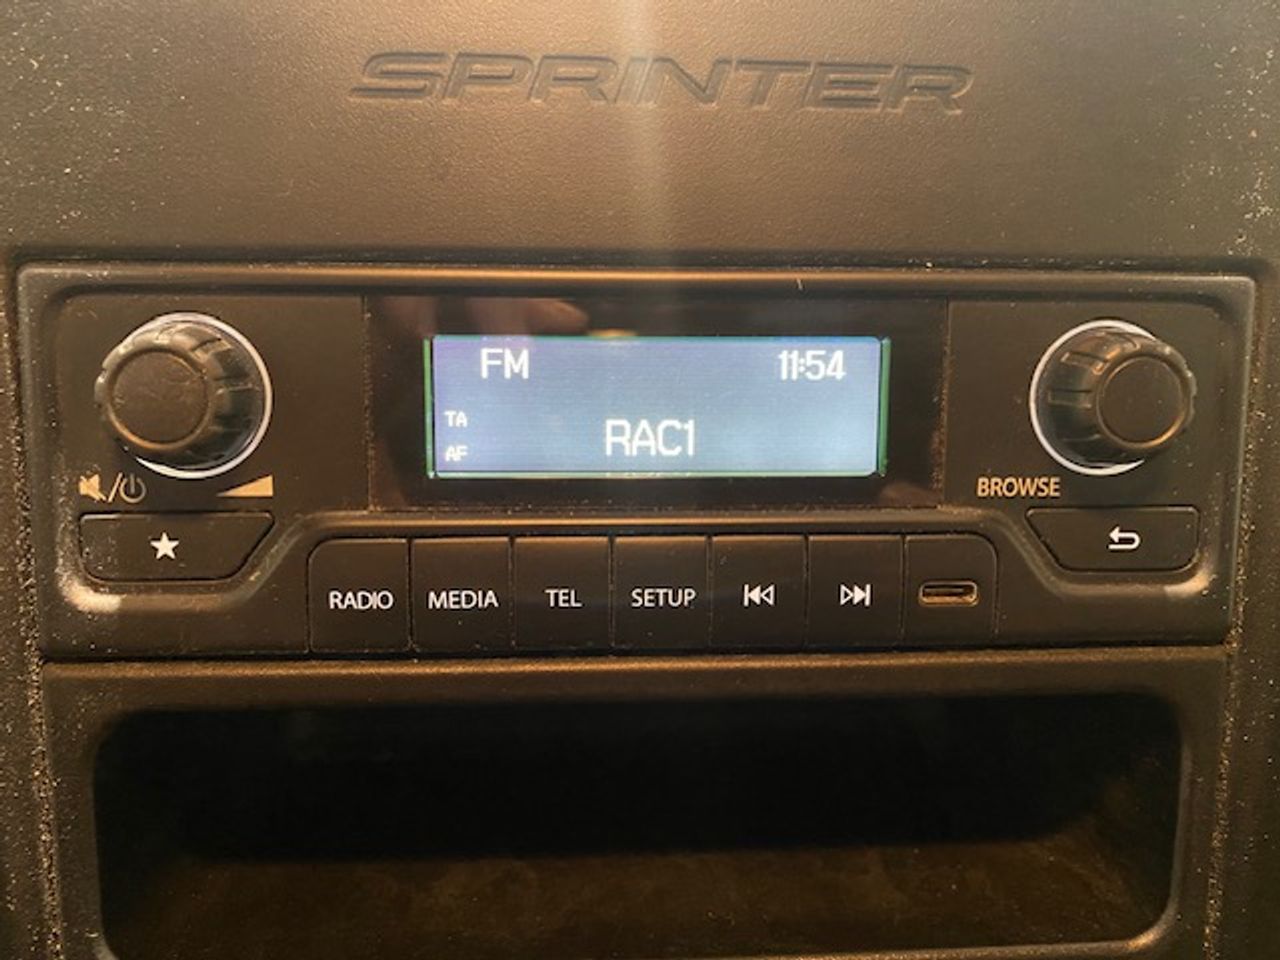 SPRINTER
FM 11:54
TA
RAC1
AF
BROWSE
RADIO MEDIA TEL SETUP